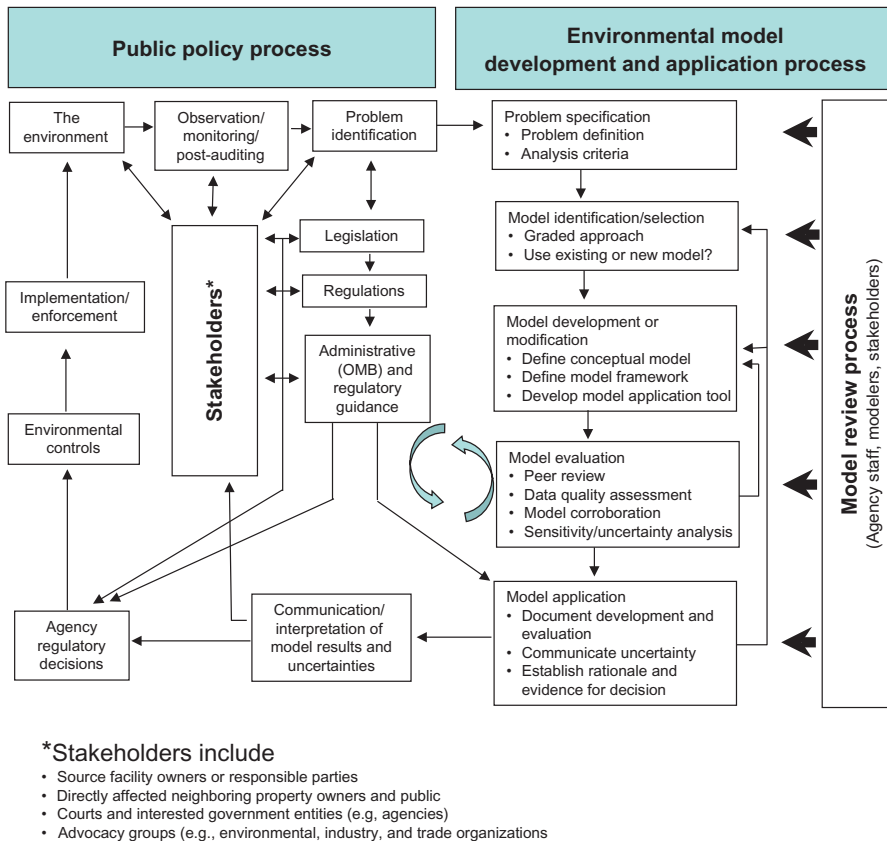 Public policy process
Environmental model
development and application process
The
environment
Observation/
monitoring/
post-auditing
Problem
identification
Legislation
Regulations
Administrative
(OMB) and
regulatory
guidance
Stakeholders*
Implementation/
enforcement
Environmental
controls
Agency
regulatory
decisions
Communication/
interpretation of
model results and
uncertainties
Problem specification
• Problem definition
• Analysis criteria
Model identification/selection
• Graded approach
• Use existing or new model?
Model development or
modification
• Define conceptual model
• Define model framework
• Develop model application tool
Model evaluation
• Peer review
• Data quality assessment
• Model corroboration
• Sensitivity/uncertainty analysis
Model application
• Document development and
evaluation
• Communicate uncertainty
• Establish rationale and
evidence for decision
Model review process
(Agency staff, modelers, stakeholders)
*Stakeholders include
• Source facility owners or responsible parties
• Directly affected neighboring property owners and public
• Courts and interested government entities (e.g, agencies)
• Advocacy groups (e.g., environmental, industry, and trade organizations